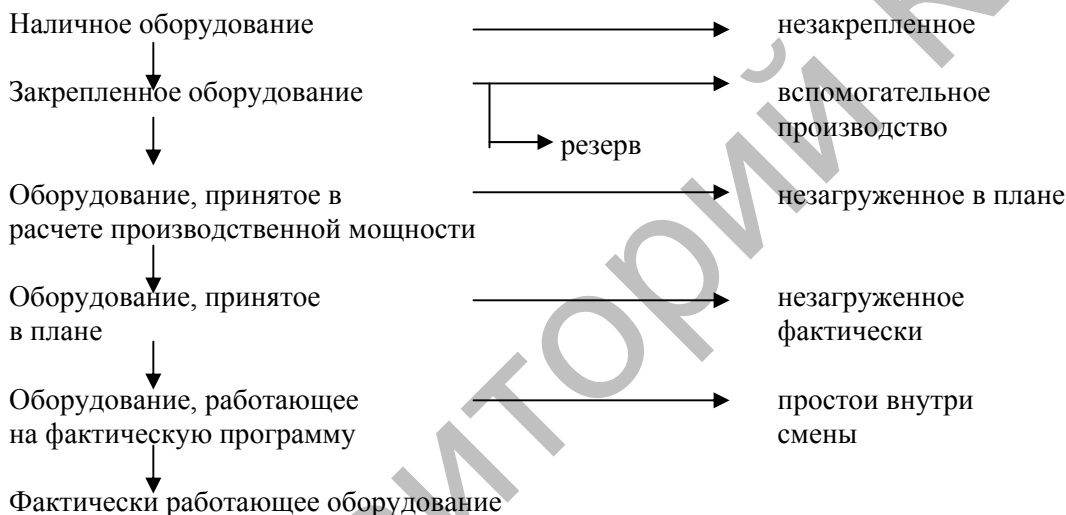 Наличное оборудование незакрепленное
Закрепленное оборудование вспомогательное
производство
резерв
Оборудование, принятое в незагруженное в плане
расчете производственной мощности
Оборудование, принятое незагруженное
в плане фактически
Оборудование, работающее простои внутри
на фактическую программу смены
Фактически работающее оборудование